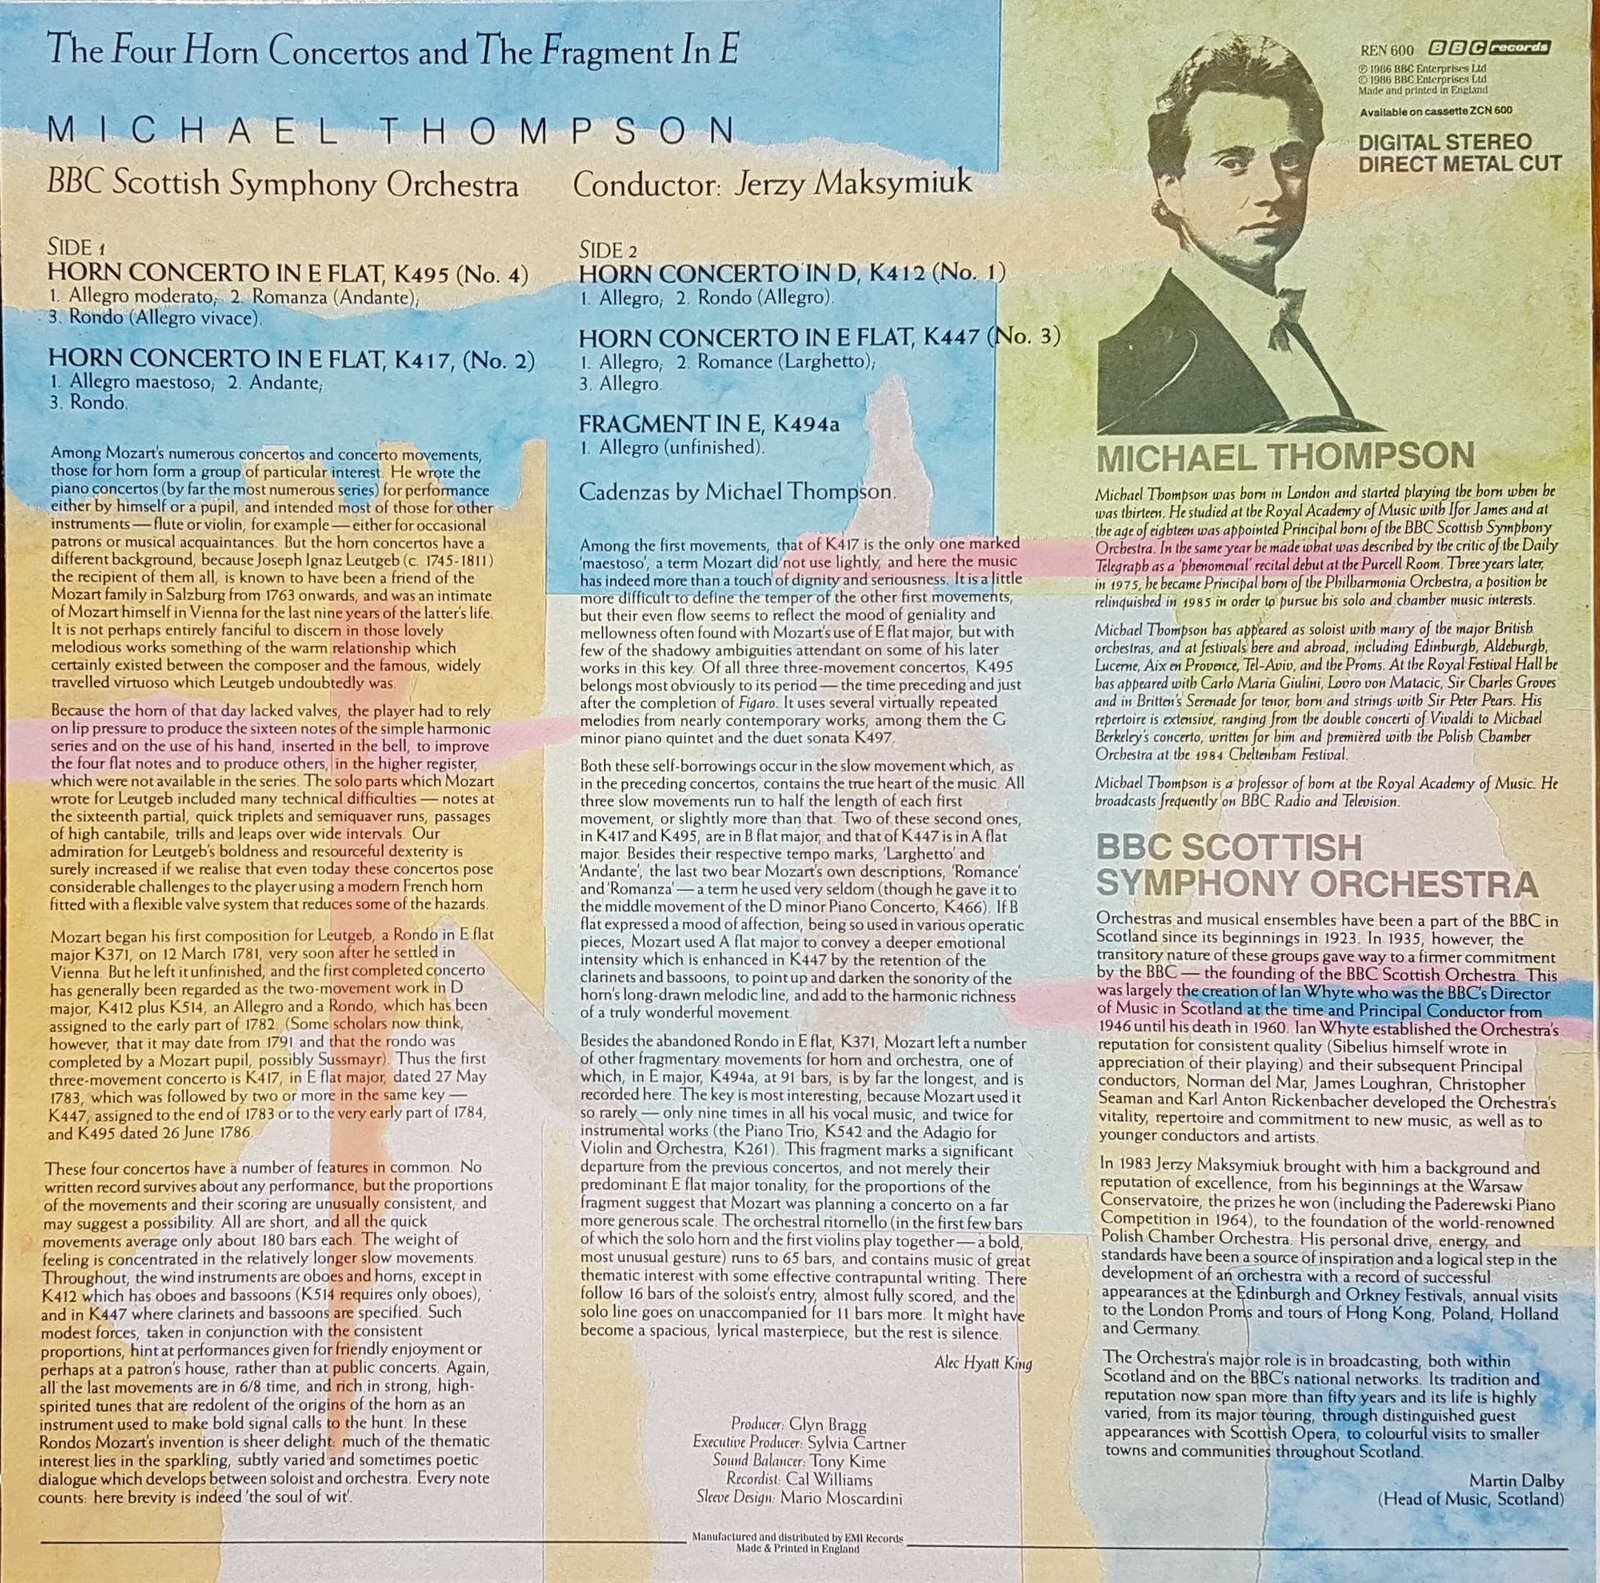 The Four Horn Concertos and The Fragment In E
MICHAEL THOMPSON
BBC Scottish Symphony Orchestra
Conductor: Jerzy Maksymiuk
SIDE 1
HORN CONCERTO IN E FLAT, K495 (No. 4)
1. Allegro moderato; 2. Romanza (Andante);
3. Rondo (Allegro vivace).
HORN CONCERTO IN E FLAT, K417, (No. 2)
1. Allegro maestoso; 2. Andante;
3. Rondo.
Among Mozart's numerous concertos and concerto movements,
those for horn form a group of particular interest. He wrote the
piano concertos (by far the most numerous series) for performance
either by himself or a pupil, and intended most of those for other
instruments — flute or violin, for example — either for occasional
patrons or musical acquaintances. But the horn concertos have a
different background, because Joseph Ignaz Leutgeb (c. 1745-1811)
the recipient of them all, is known to have been a friend of the
Mozart family in Salzburg from 1763 onwards, and was an intimate
of Mozart himself in Vienna for the last nine years of the latter's life.
It is not perhaps entirely fanciful to discern in those lovely
melodious works something of the warm relationship which
certainly existed between the composer and the famous, widely
travelled virtuoso which Leutgeb undoubtedly was.
Because the horn of that day lacked valves, the player had to rely
on lip pressure to produce the sixteen notes of the simple harmonic
series and on the use of his hand, inserted in the bell, to improve
the four flat notes and to produce others, in the higher register,
which were not available in the series. The solo parts which Mozart
wrote for Leutgeb included many technical difficulties — notes at
the sixteenth partial, quick triplets and semiquaver runs, passages
of high cantabile, trills and leaps over wide intervals. Our
admiration for Leutgeb's boldness and resourceful dexterity is
surely increased if we realise that even today these concertos pose
considerable challenges to the player using a modern French horn
fitted with a flexible valve system that reduces some of the hazards.
Mozart began his first composition for Leutgeb, a Rondo in E flat
major K371, on 12 March 1781, very soon after he settled in
Vienna. But he left it unfinished, and the first completed concerto
has generally been regarded as the two-movement work in D
major, K412 plus K514, an Allegro and a Rondo, which has been
assigned to the early part of 1782. (Some scholars now think,
however, that it may date from 1791 and that the rondo was
completed by a Mozart pupil, possibly Sussmayr). Thus the first
three-movement concerto is K417, in E flat major, dated 27 May
1783, which was followed by two or more in the same key —
K447, assigned to the end of 1783 or to the very early part of 1784,
and K495 dated 26 June 1786.
These four concertos have a number of features in common. No
written record survives about any performance, but the proportions
of the movements and their scoring are unusually consistent, and
may suggest a possibility. All are short, and all the quick
movements average only about 180 bars each. The weight of
feeling is concentrated in the relatively longer slow movements.
Throughout, the wind instruments are oboes and horns, except in
K412 which has oboes and bassoons (K514 requires only oboes),
and in K447 where clarinets and bassoons are specified. Such
modest forces, taken in conjunction with the consistent
proportions, hint at performances given for friendly enjoyment or
perhaps at a patron's house, rather than at public concerts. Again,
all the last movements are in 6/8 time, and rich in strong, high-
spirited tunes that are redolent of the origins of the horn as an
instrument used to make bold signal calls to the hunt. In these
Rondos Mozart's invention is sheer delight: much of the thematic
interest lies in the sparkling, subtly varied and sometimes poetic
dialogue which develops between soloist and orchestra. Every note
counts: here brevity is indeed 'the soul of wit'.
SIDE 2
HORN CONCERTO IN D, K412 (No. 1)
1. Allegro; 2. Rondo (Allegro).
HORN CONCERTO IN E FLAT, K447 (No. 3)
1. Allegro; 2. Romance (Larghetto);
3. Allegro.
FRAGMENT IN E, K494a
1. Allegro (unfinished).
Cadenzas by Michael Thompson.
Among the first movements, that of K417 is the only one marked
'maestoso', a term Mozart did not use lightly, and here the music
has indeed more than a touch of dignity and seriousness. It is a little
more difficult to define the temper of the other first movements,
but their even flow seems to reflect the mood of geniality and
mellowness often found with Mozart's use of E flat major, but with
few of the shadowy ambiguities attendant on some of his later
works in this key. Of all three three-movement concertos, K495
belongs most obviously to its period — the time preceding and just
after the completion of Figaro. It uses several virtually repeated
melodies from nearly contemporary works, among them the G
minor piano quintet and the duet sonata K497.
Both these self-borrowings occur in the slow movement which, as
in the preceding concertos, contains the true heart of the music. All
three slow movements run to half the length of each first
movement, or slightly more than that. Two of these second ones,
in K417 and K495, are in B flat major, and that of K447 is in A flat
major. Besides their respective tempo marks, 'Larghetto' and
'Andante', the last two bear Mozart's own descriptions, 'Romance'
and 'Romanza' — a term he used very seldom (though he gave it to
the middle movement of the D minor Piano Concerto, K466). If B
flat expressed a mood of affection, being so used in various operatic
pieces, Mozart used A flat major to convey a deeper emotional
intensity which is enhanced in K447 by the retention of the
clarinets and bassoons, to point up and darken the sonority of the
horn's long-drawn melodic line, and add to the harmonic richness
of a truly wonderful movement.
Besides the abandoned Rondo in E flat, K371, Mozart left a number
of other fragmentary movements for horn and orchestra, one of
which, in E major, K494a, at 91 bars, is by far the longest, and is
recorded here. The key is most interesting, because Mozart used it
so rarely — only nine times in all his vocal music, and twice for
instrumental works (the Piano Trio, K542 and the Adagio for
Violin and Orchestra, K261). This fragment marks a significant
departure from the previous concertos, and not merely their
predominant E flat major tonality, for the proportions of the
fragment suggest that Mozart was planning a concerto on a far
more generous scale. The orchestral ritornello (in the first few bars
of which the solo horn and the first violins play together — a bold,
most unusual gesture) runs to 65 bars, and contains music of great
thematic interest with some effective contrapuntal writing. There
follow 16 bars of the soloist's entry, almost fully scored, and the
solo line goes on unaccompanied for 11 bars more. It might have
become a spacious, lyrical masterpiece, but the rest is silence.
Alec Hyatt King
Producer: Glyn Bragg
Executive Producer: Sylvia Cartner
Sound Balancer: Tony Kime
Recordist: Cal Williams
Sleeve Design: Mario Moscardini
REN 600 BBC records
℗ 1986 BBC Enterprises Ltd
© 1986 BBC Enterprises Ltd
Made and printed in England
Available on cassette ZCN 600
DIGITAL STEREO
DIRECT METAL CUT
MICHAEL THOMPSON
Michael Thompson was born in London and started playing the horn when he
was thirteen. He studied at the Royal Academy of Music with Ifor James and at
the age of eighteen was appointed Principal horn of the BBC Scottish Symphony
Orchestra. In the same year he made what was described by the critic of the Daily
Telegraph as a 'phenomenal' recital debut at the Purcell Room. Three years later,
in 1975, he became Principal horn of the Philharmonia Orchestra, a position he
relinquished in 1985 in order to pursue his solo and chamber music interests.
Michael Thompson has appeared as soloist with many of the major British
orchestras, and at festivals here and abroad, including Edinburgh, Aldeburgh,
Lucerne, Aix en Provence, Tel-Aviv, and the Proms. At the Royal Festival Hall he
has appeared with Carlo Maria Giulini, Lovro von Matacic, Sir Charles Groves
and in Britten's Serenade for tenor, horn and strings with Sir Peter Pears. His
repertoire is extensive, ranging from the double concerti of Vivaldi to Michael
Berkeley's concerto, written for him and premièred with the Polish Chamber
Orchestra at the 1984 Cheltenham Festival.
Michael Thompson is a professor of horn at the Royal Academy of Music. He
broadcasts frequently on BBC Radio and Television.
BBC SCOTTISH
SYMPHONY ORCHESTRA
Orchestras and musical ensembles have been a part of the BBC in
Scotland since its beginnings in 1923. In 1935, however, the
transitory nature of these groups gave way to a firmer commitment
by the BBC — the founding of the BBC Scottish Orchestra. This
was largely the creation of Ian Whyte who was the BBC's Director
of Music in Scotland at the time and Principal Conductor from
1946 until his death in 1960. Ian Whyte established the Orchestra's
reputation for consistent quality (Sibelius himself wrote in
appreciation of their playing) and their subsequent Principal
conductors, Norman del Mar, James Loughran, Christopher
Seaman and Karl Anton Rickenbacher developed the Orchestra's
vitality, repertoire and commitment to new music, as well as to
younger conductors and artists.
In 1983 Jerzy Maksymiuk brought with him a background and
reputation of excellence, from his beginnings at the Warsaw
Conservatoire, the prizes he won (including the Paderewski Piano
Competition in 1964), to the foundation of the world-renowned
Polish Chamber Orchestra. His personal drive, energy, and
standards have been a source of inspiration and a logical step in the
development of an orchestra with a record of successful
appearances at the Edinburgh and Orkney Festivals, annual visits
to the London Proms and tours of Hong Kong, Poland, Holland
and Germany.
The Orchestra's major role is in broadcasting, both within
Scotland and on the BBC's national networks. Its tradition and
reputation now span more than fifty years and its life is highly
varied, from its major touring, through distinguished guest
appearances with Scottish Opera, to colourful visits to smaller
towns and communities throughout Scotland.
Martin Dalby
(Head of Music, Scotland)
Manufactured and distributed by EMI Records
Made & Printed in England